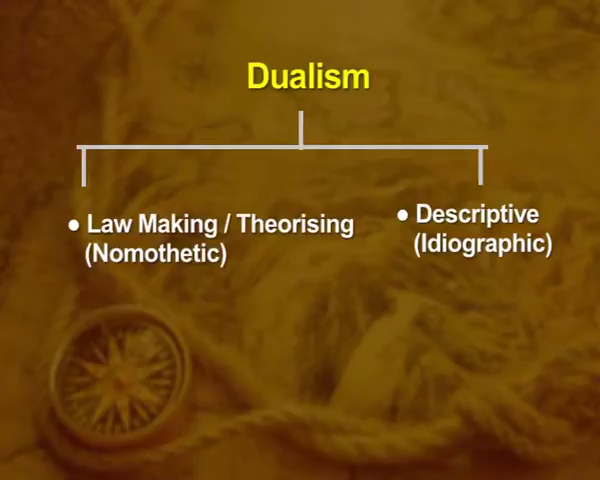 Dualism
● Law Making / Theorising
(Nomothetic)
● Descriptive
(Idiographic)